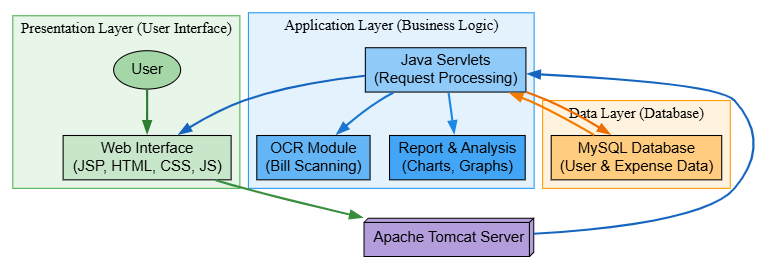 Presentation Layer (User Interface)
User
Web Interface
(JSP, HTML, CSS, JS)
Application Layer (Business Logic)
Java Servlets
(Request Processing)
OCR Module
(Bill Scanning)
Report & Analysis
(Charts, Graphs)
Data Layer (Database)
MySQL Database
(User & Expense Data)
Apache Tomcat Server